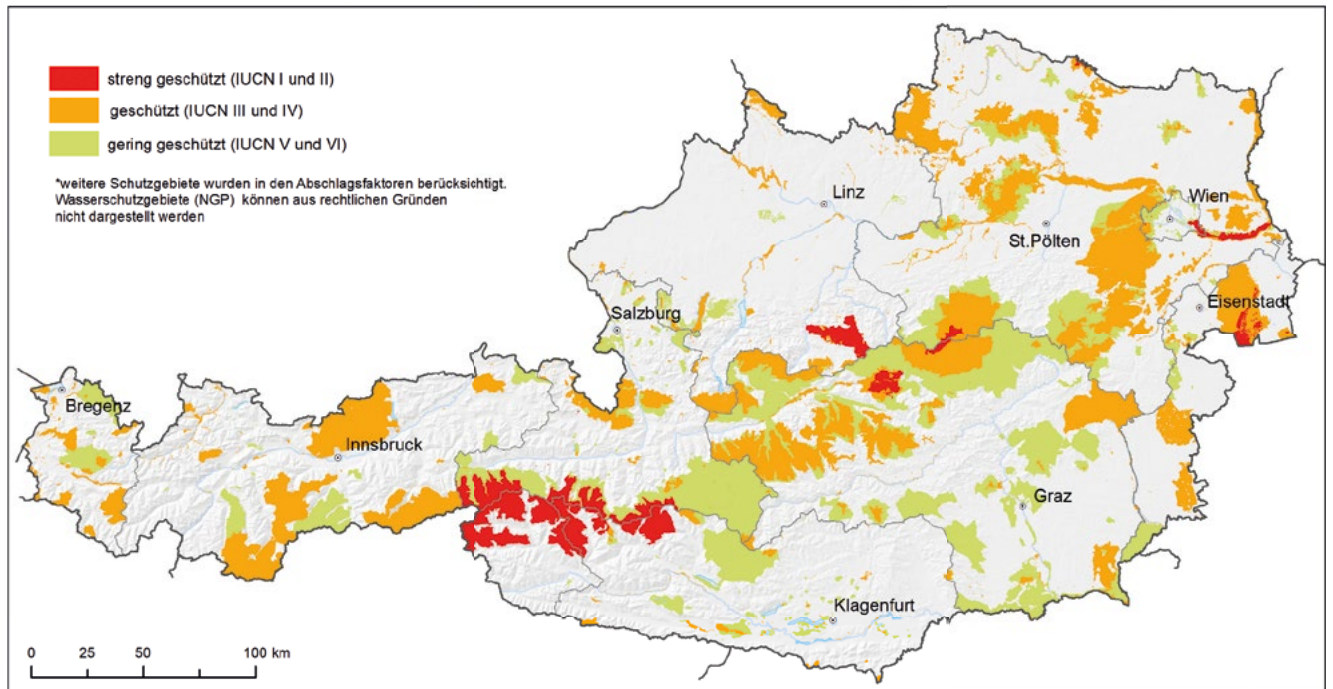 streng geschützt (IUCN I und II)
geschützt (IUCN III und IV)
gering geschützt (IUCN V und VI)
*weitere Schutzgebiete wurden in den Abschlagsfaktoren berücksichtigt.
Wasserschutzgebiete (NGP) können aus rechtlichen Gründen
nicht dargestellt werden
Linz
Wien
St.Pölten
Eisenstadt
Salzburg
Bregenz
Innsbruck
Graz
Klagenfurt
0 25 50 100 km